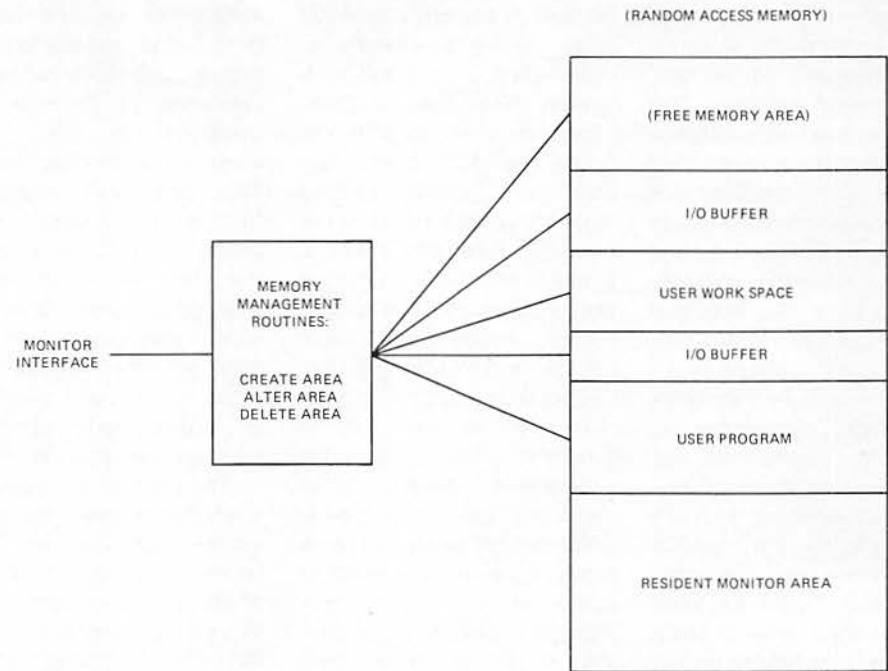 (RANDOM ACCESS MEMORY)
(FREE MEMORY AREA)
I/O BUFFER
MEMORY
MANAGEMENT
ROUTINES:
CREATE AREA
ALTER AREA
DELETE AREA
USER WORK SPACE
MONITOR
INTERFACE
I/O BUFFER
USER PROGRAM
RESIDENT MONITOR AREA